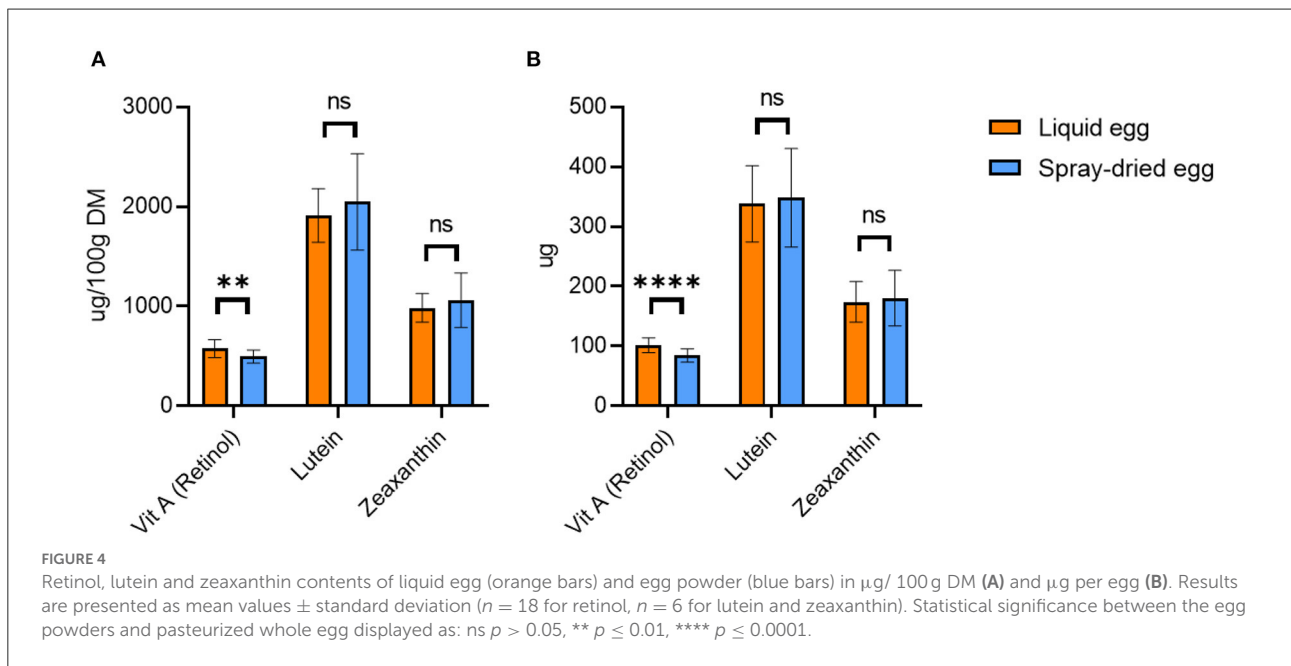 A
B
3000
2000
1000
0
ug/100g DM
**
ns
ns
Vit A (Retinol)
Lutein
Zeaxanthin
500
400
300
200
100
0
ug
****
ns
ns
Vit A (Retinol)
Lutein
Zeaxanthin
Liquid egg
Spray-dried egg
FIGURE 4
Retinol, lutein and zeaxanthin contents of liquid egg (orange bars) and egg powder (blue bars) in μg/ 100 g DM (A) and μg per egg (B). Results
are presented as mean values ± standard deviation (n = 18 for retinol, n = 6 for lutein and zeaxanthin). Statistical significance between the egg
powders and pasteurized whole egg displayed as: ns p > 0.05, ** p ≤ 0.01, **** p ≤ 0.0001.